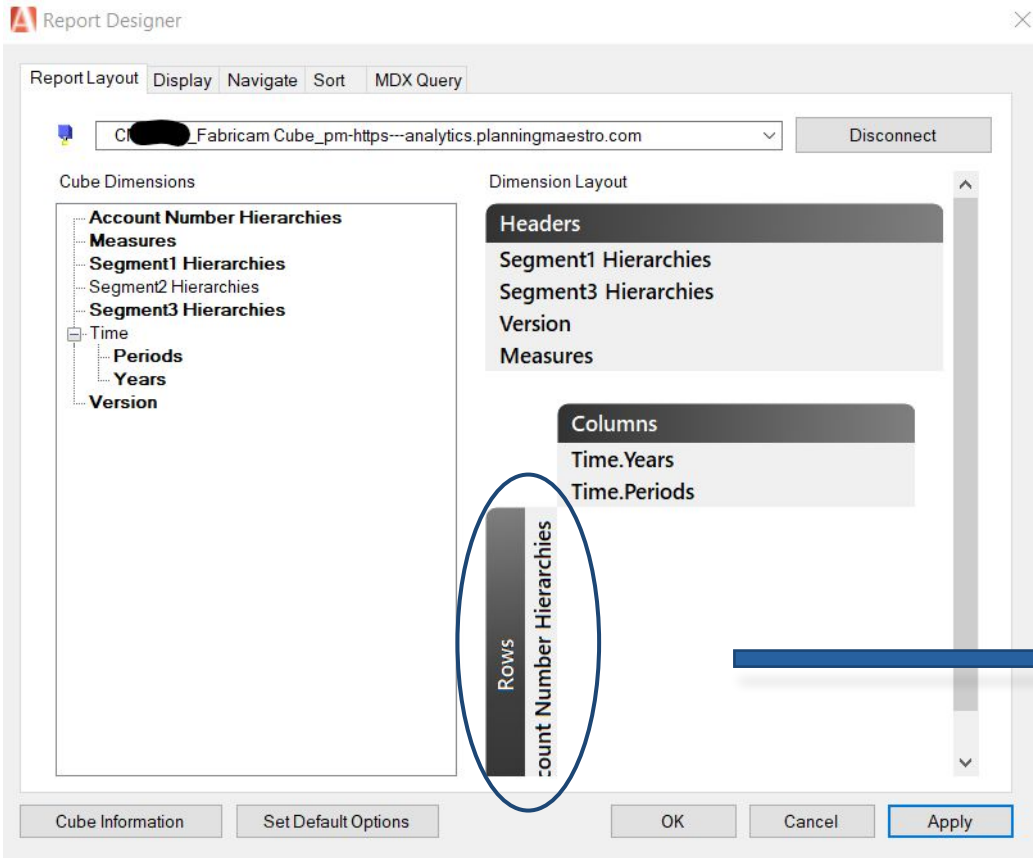 Report Designer
Report Layout Display Navigate Sort MDX Query
_Fabricam Cube_pm-https---analytics.planningmaestro.com
Disconnect
Cube Dimensions
Account Number Hierarchies
Measures
Segment1 Hierarchies
Segment2 Hierarchies
Segment3 Hierarchies
Time
Periods
Years
Version
Dimension Layout
Headers
Segment1 Hierarchies
Segment3 Hierarchies
Version
Measures
Columns
Time.Years
Time.Periods
Rows
count Number Hierarchies
Cube Information
Set Default Options
OK
Cancel
Apply